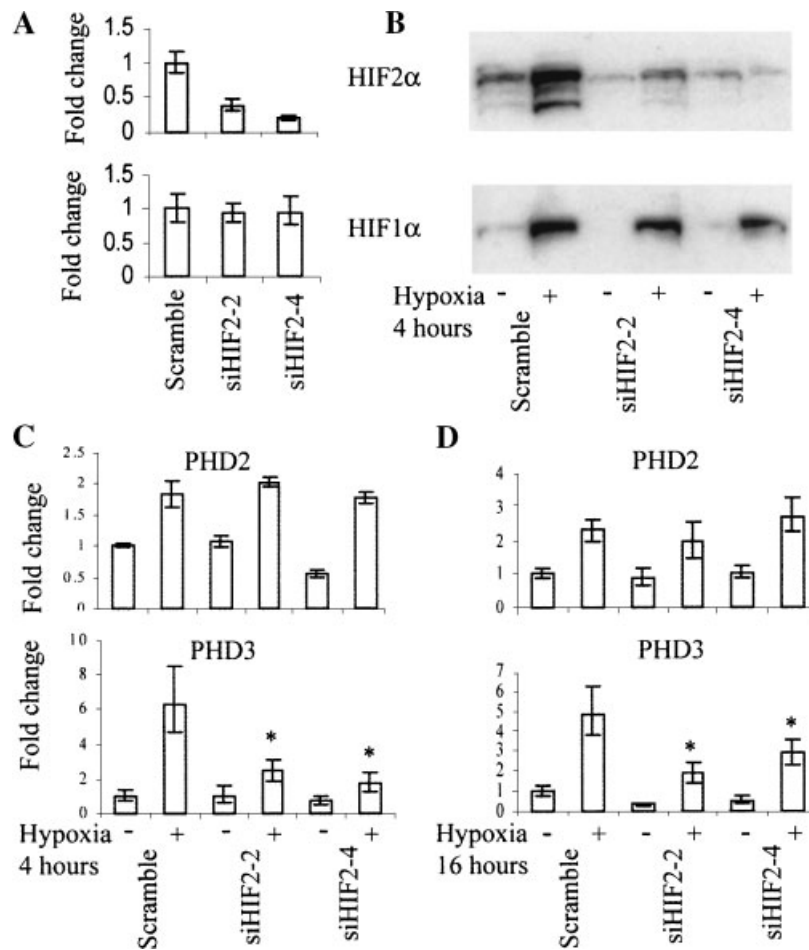 A
Fold change
1.5
1
0.5
0
Fold change
1.5
1
0.5
0
Scramble
siHIF2-2
siHIF2-4
B
HIF2α
HIF1α
Hypoxia - + - + - +
4 hours
Scramble
siHIF2-2
siHIF2-4
C
PHD2
Fold change
2.5
2
1.5
1
0.5
0
PHD3
Fold change
10
8
6
4
2
0
*
*
Hypoxia - + - + - +
4 hours
Scramble
siHIF2-2
siHIF2-4
D
PHD2
4
3
2
1
0
PHD3
7
6
5
4
3
2
1
0
*
*
Hypoxia - + - + - +
16 hours
Scramble
siHIF2-2
siHIF2-4